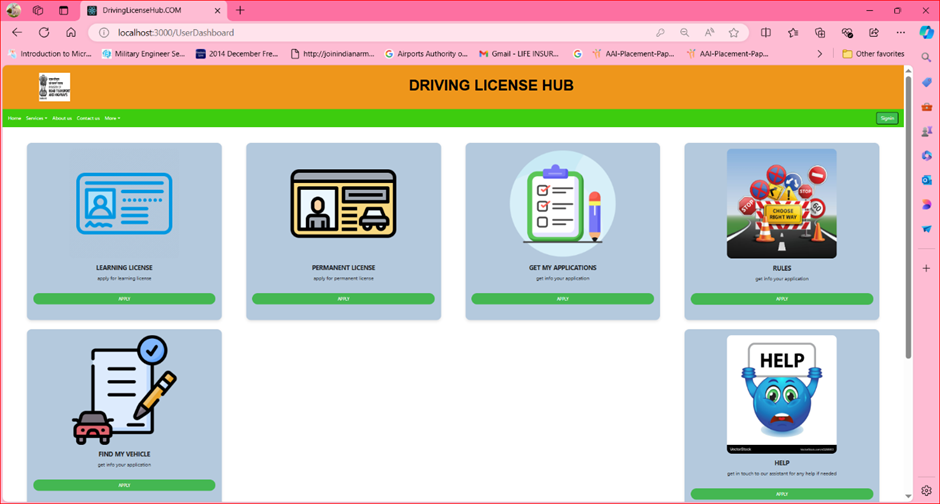 DrivingLicenseHub.COM
localhost:3000/UserDashboard
Introduction to Micr...
Military Engineer Se...
2014 December Fre...
http://joinindianarm...
Airports Authority o...
Gmail - LIFE INSUR...
AAI-Placement-Pap...
AAI-Placement-Pap...
Other favorites
DRIVING LICENSE HUB
Home Services About us Contact us More
Signin
LEARNING LICENSE
apply for learning license
APPLY
PERMANENT LICENSE
apply for permanent license
APPLY
GET MY APPLICATIONS
get info your application
APPLY
STOP
STOP
60
CHOOSE
RIGHT WAY
RULES
get info your application
APPLY
FIND MY VEHICLE
get info your application
APPLY
HELP
VectorStock
HELP
get in touch to our assistant for any help if needed
APPLY